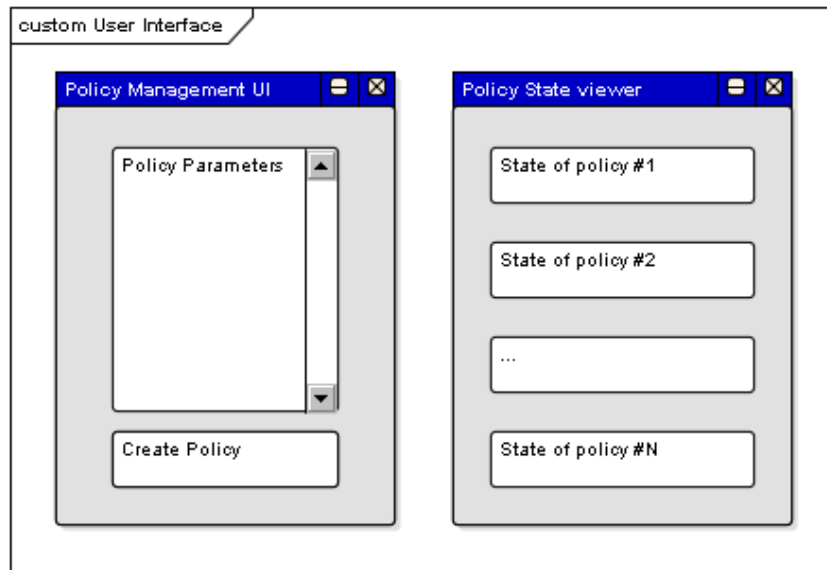 custom User Interface
Policy Management UI
Policy Parameters
Create Policy
Policy State viewer
State of policy #1
State of policy #2
...
State of policy #N